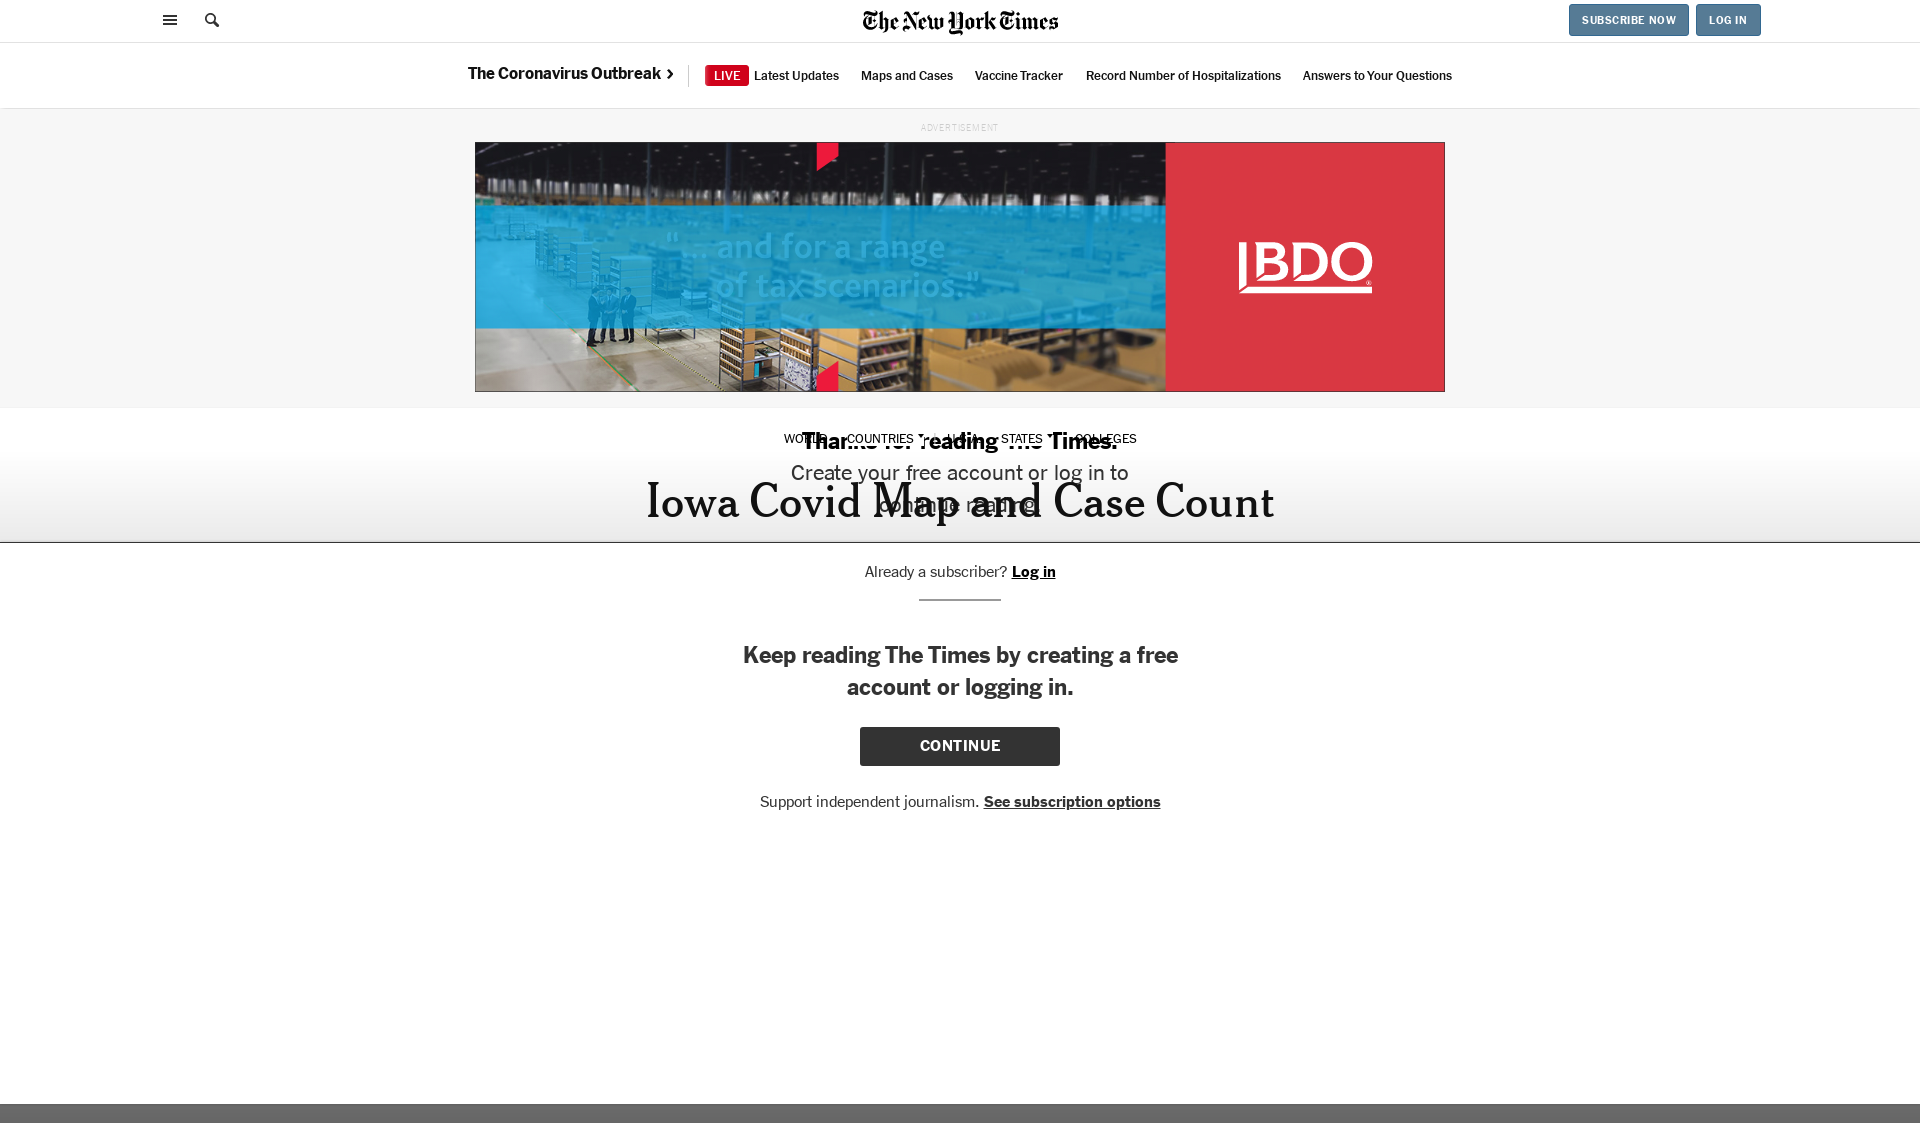 The New York Times
SUBSCRIBE NOW
LOG IN
The Coronavirus Outbreak
LIVE Latest Updates
Maps and Cases
Vaccine Tracker
Record Number of Hospitalizations
Answers to Your Questions
ADVERTISEMENT
"... and for a range
of tax scenarios."
BDO
WORLD
COUNTRIES
U.S.A.
STATES
COLLEGES
Thanks for reading The Times.
Create your free account or log in to
continue reading.
Iowa Covid Map and Case Count
Already a subscriber? Log in
Keep reading The Times by creating a free
account or logging in.
CONTINUE
Support independent journalism. See subscription options